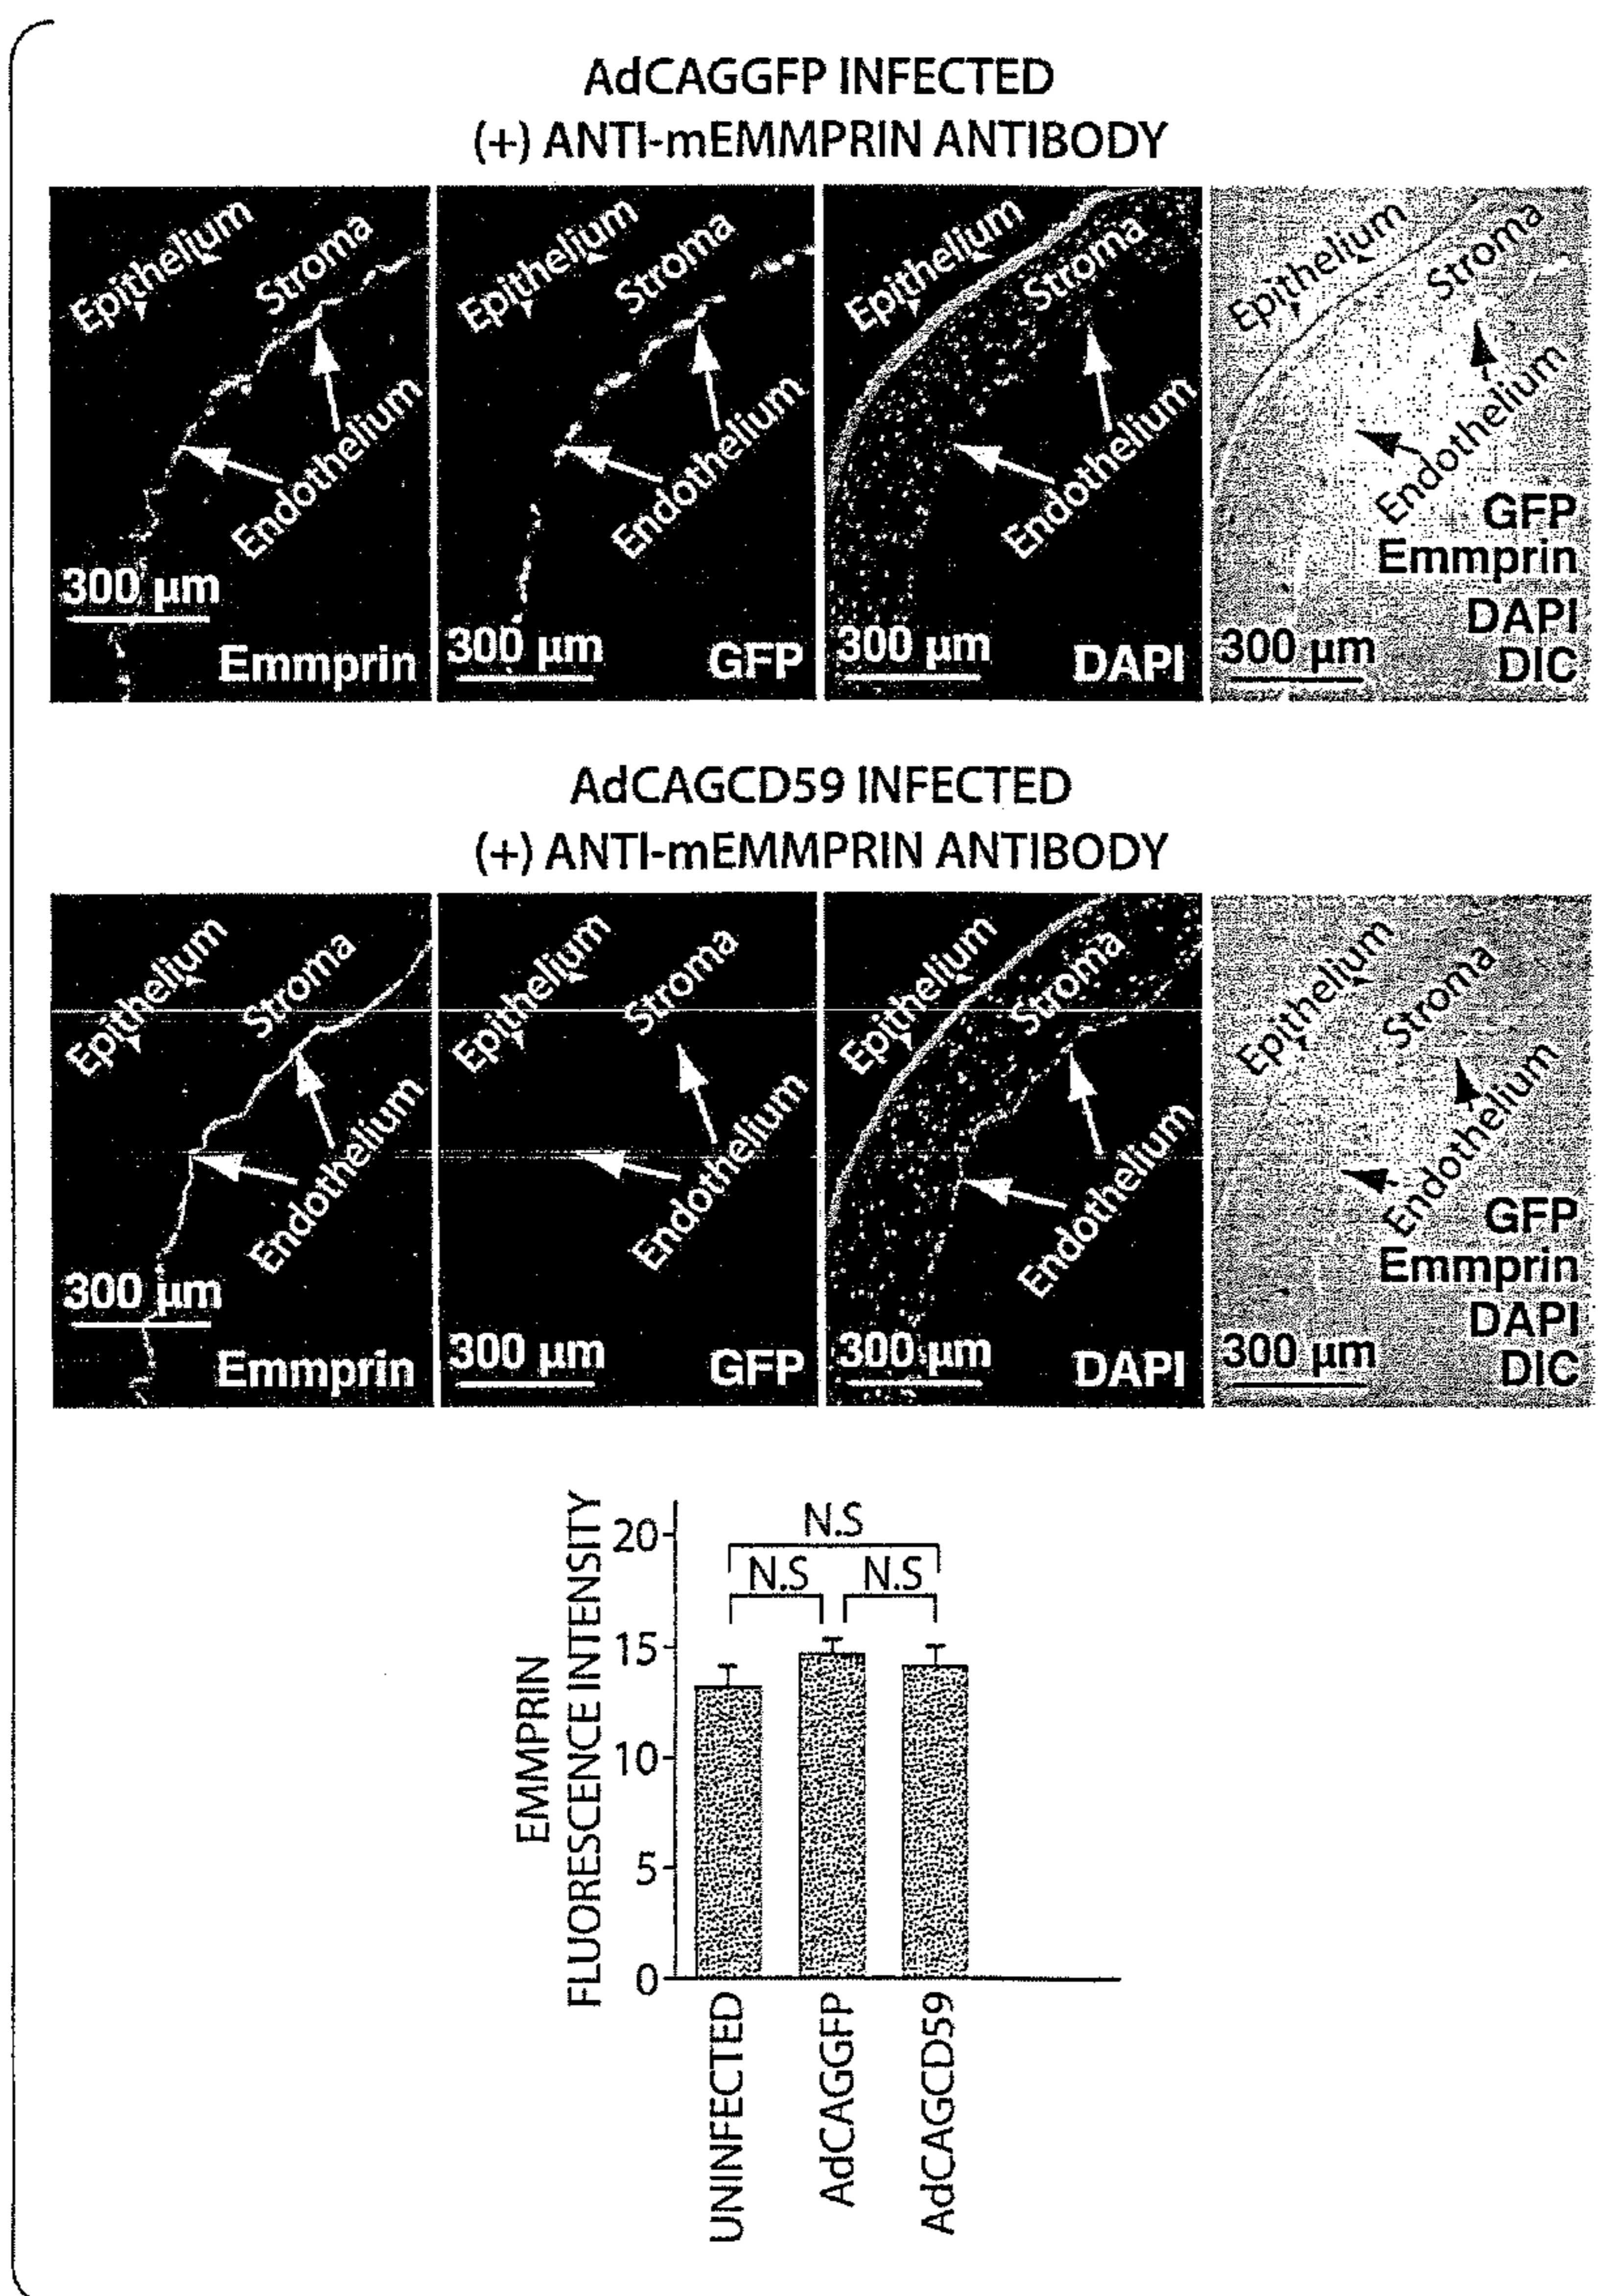 AdCAGGFP INFECTED
(+) ANTI-mEMMPRIN ANTIBODY
Epithelium
Stroma
Endothelium
300 µm
Emmprin
Epithelium
Stroma
Endothelium
300 µm
GFP
Epithelium
Stroma
Endothelium
300 µm
DAPI
Epithelium
Stroma
Endothelium
GFP
Emmprin
DAPI
300 µm
DIC
AdCAGCD59 INFECTED
(+) ANTI-mEMMPRIN ANTIBODY
Epithelium
Stroma
Endothelium
300 µm
Emmprin
Epithelium
Stroma
Endothelium
300 µm
GFP
Epithelium
Stroma
Endothelium
300 µm
DAPI
Epithelium
Stroma
Endothelium
GFP
Emmprin
DAPI
300 µm
DIC
EMMPRIN
FLUORESCENCE INTENSITY
20
15
10
5
0
N.S
N.S N.S
UNINFECTED
AdCAGGFP
AdCAGCD59